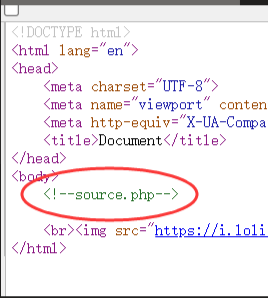 <!DOCTYPE html>
<html lang="en">
<head>
<meta charset="UTF-8">
<meta name="viewport" conten
<meta http-equiv="X-UA-Compa
<title>Document</title>
</head>
<body>
<!--source.php-->
<br><img src="https://i.loli
</html>